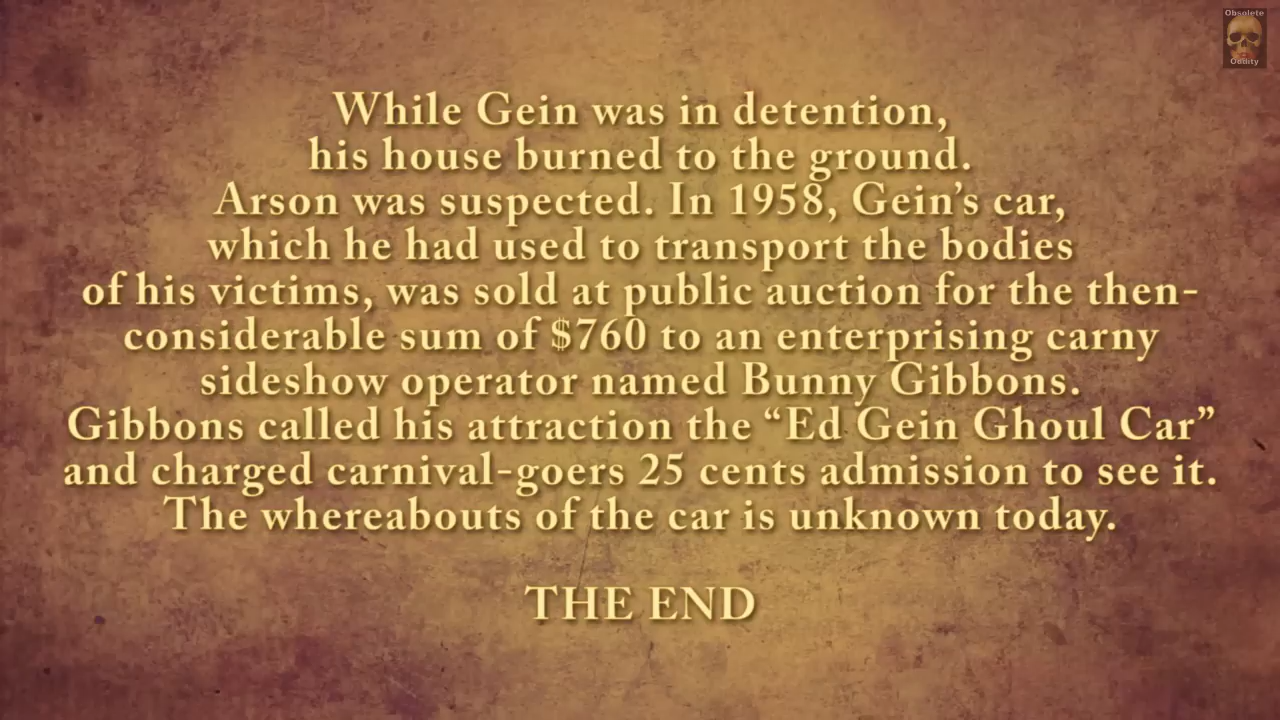 Obsolete
Oddity
While Gein was in detention,
his house burned to the ground.
Arson was suspected. In 1958, Gein’s car,
which he had used to transport the bodies
of his victims, was sold at public auction for the then-
considerable sum of $760 to an enterprising carny
sideshow operator named Bunny Gibbons.
Gibbons called his attraction the “Ed Gein Ghoul Car”
and charged carnival-goers 25 cents admission to see it.
The whereabouts of the car is unknown today.
THE END